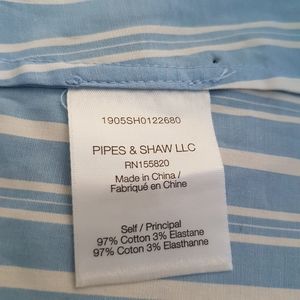 1905SH0122680
PIPES & SHAW LLC
RN155820
Made in China /
Fabriqué en Chine
Self / Principal
97% Cotton 3% Elastane
97% Coton 3% Elasthanne